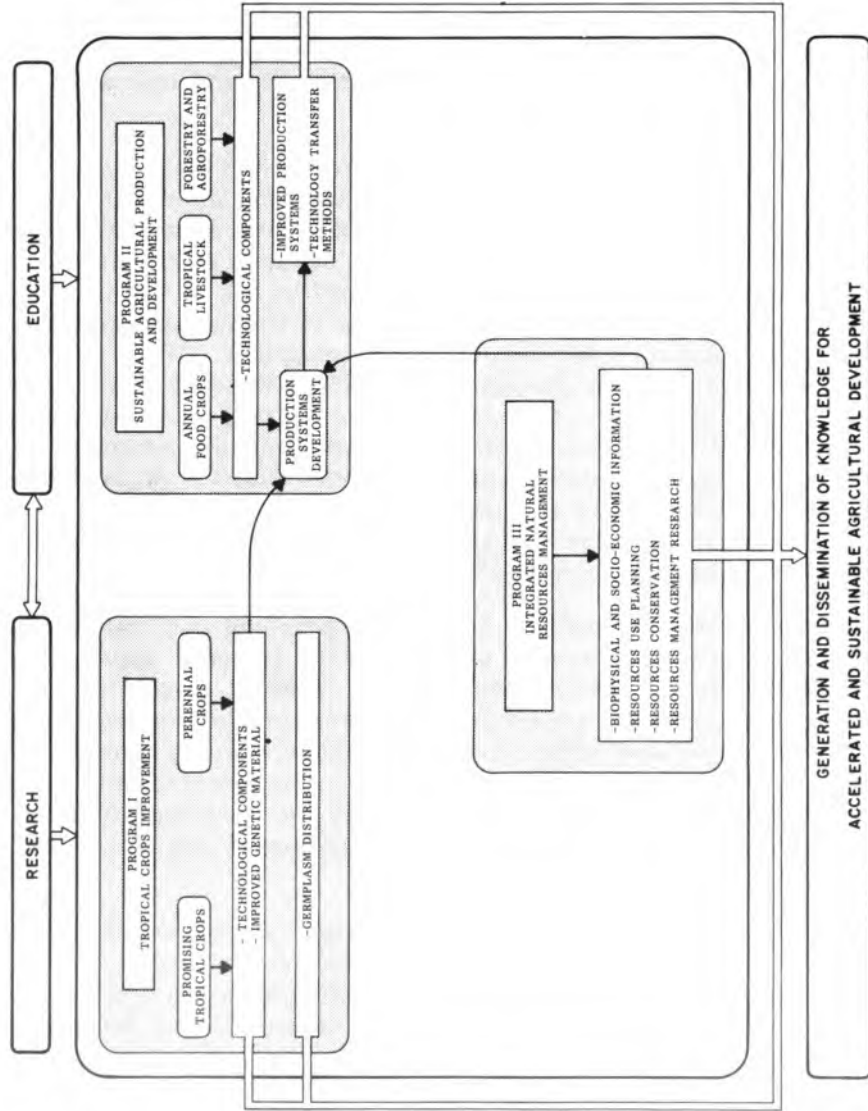 RESEARCH
EDUCATION
PROGRAM I
TROPICAL CROPS IMPROVEMENT
PROMISING
TROPICAL CROPS
PERENNIAL
CROPS
- TECHNOLOGICAL COMPONENTS
- IMPROVED GENETIC MATERIAL
-GERMPLASM DISTRIBUTION
PROGRAM II
SUSTAINABLE AGRICULTURAL PRODUCTION
AND DEVELOPMENT
ANNUAL
FOOD CROPS
TROPICAL
LIVESTOCK
FORESTRY AND
AGROFORESTRY
-TECHNOLOGICAL COMPONENTS
PRODUCTION
SYSTEMS
DEVELOPMENT
-IMPROVED PRODUCTION
SYSTEMS
-TECHNOLOGY TRANSFER
METHODS
PROGRAM III
INTEGRATED NATURAL
RESOURCES MANAGEMENT
-BIOPHYSICAL AND SOCIO-ECONOMIC INFORMATION
-RESOURCES USE PLANNING
-RESOURCES CONSERVATION
-RESOURCES MANAGEMENT RESEARCH
GENERATION AND DISSEMINATION OF KNOWLEDGE FOR
ACCELERATED AND SUSTAINABLE AGRICULTURAL DEVELOPMENT